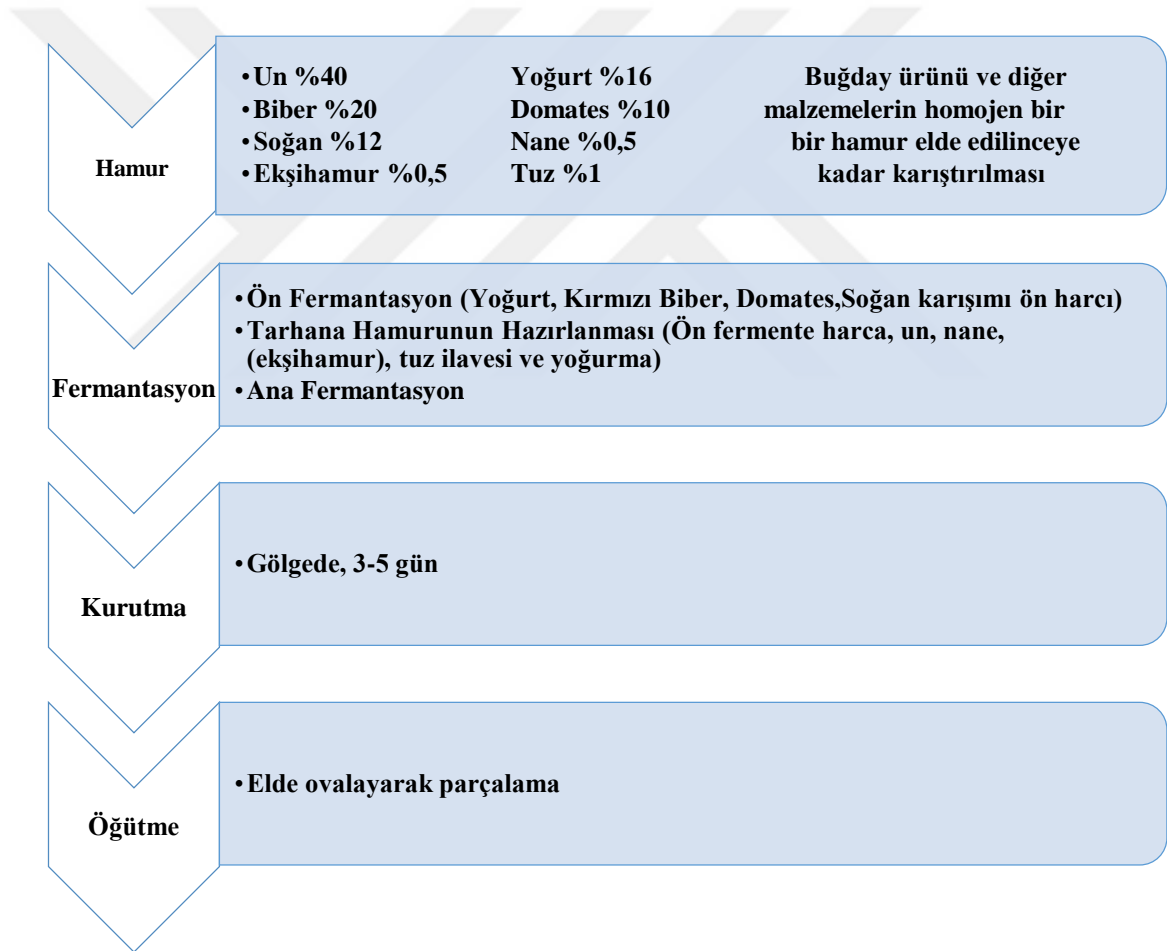 Hamur
•Un %40 Yoğurt %16 Buğday ürünü ve diğer
•Biber %20 Domates %10 malzemelerin homojen bir
•Soğan %12 Nane %0,5 bir hamur elde edilinceye
•Ekşihamur %0,5 Tuz %1 kadar karıştırılması
Fermantasyon
•Ön Fermantasyon (Yoğurt, Kırmızı Biber, Domates,Soğan karışımı ön harcı)
•Tarhana Hamurunun Hazırlanması (Ön fermente harca, un, nane,
(ekşihamur), tuz ilavesi ve yoğurma)
•Ana Fermantasyon
Kurutma
•Gölgede, 3-5 gün
Öğütme
•Elde ovalayarak parçalama